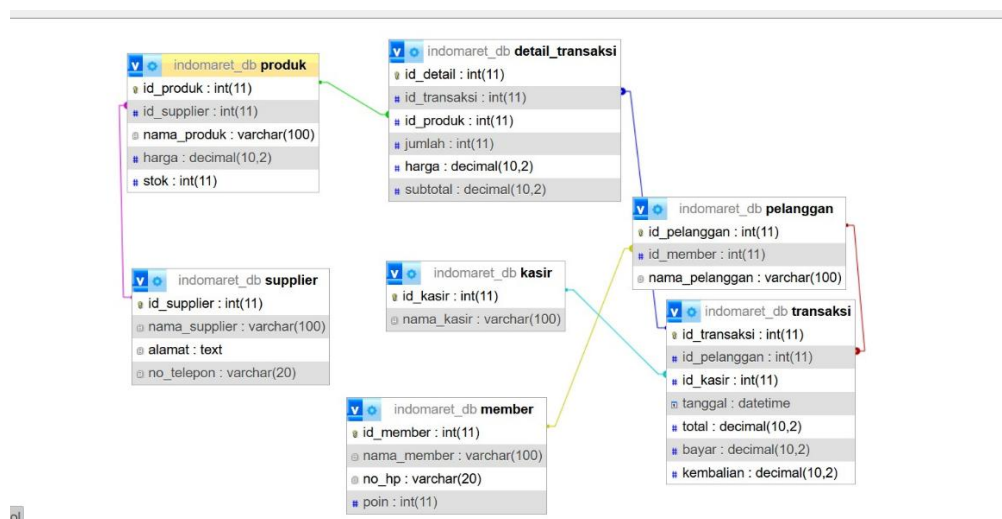 indomaret_db produk
id_produk : int(11)
id_supplier : int(11)
nama_produk : varchar(100)
harga : decimal(10,2)
stok : int(11)
indomaret_db detail_transaksi
id_detail : int(11)
id_transaksi : int(11)
id_produk : int(11)
jumlah : int(11)
harga : decimal(10,2)
subtotal : decimal(10,2)
indomaret_db pelanggan
id_pelanggan : int(11)
id_member : int(11)
nama_pelanggan : varchar(100)
indomaret_db supplier
id_supplier : int(11)
nama_supplier : varchar(100)
alamat : text
no_telepon : varchar(20)
indomaret_db kasir
id_kasir : int(11)
nama_kasir : varchar(100)
indomaret_db transaksi
id_transaksi : int(11)
id_pelanggan : int(11)
id_kasir : int(11)
tanggal : datetime
total : decimal(10,2)
bayar : decimal(10,2)
kembalian : decimal(10,2)
indomaret_db member
id_member : int(11)
nama_member : varchar(100)
no_hp : varchar(20)
poin : int(11)